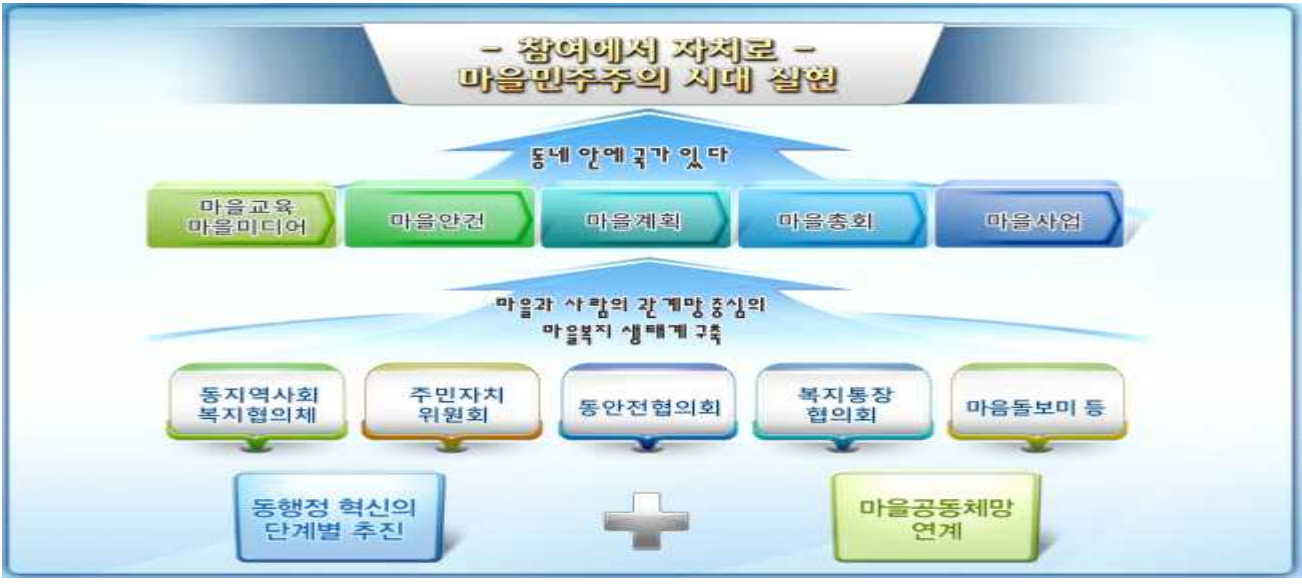 - 참여에서 자치로 -
마을민주주의 시대 실현
동네 안에 국가 있다
마을교육
마을미디어
마을안건
마을계획
마을총회
마을사업
마을과 사람의 관계망 중심의
마을복지 생태계 구축
동지역사회
복지협의체
주민자치
위원회
동안전협의회
복지통장
협의회
마음돌보미 등
동행정 혁신의
단계별 추진
마을공동체망
연계